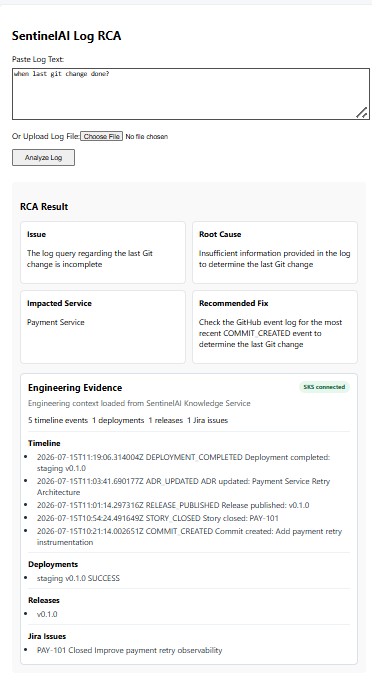 SentinelAI Log RCA
Paste Log Text:
when last git change done?
Or Upload Log File: Choose File No file chosen
Analyze Log
RCA Result
Issue
The log query regarding the last Git
change is incomplete
Root Cause
Insufficient information provided in the log
to determine the last Git change
Impacted Service
Payment Service
Recommended Fix
Check the GitHub event log for the most
recent COMMIT_CREATED event to
determine the last Git change
Engineering Evidence
SKS connected
Engineering context loaded from SentinelAI Knowledge Service
5 timeline events 1 deployments 1 releases 1 Jira issues
Timeline
• 2026-07-15T11:19:06.314004Z DEPLOYMENT_COMPLETED Deployment completed:
staging v0.1.0
• 2026-07-15T11:03:41.690177Z ADR_UPDATED ADR updated: Payment Service Retry
Architecture
• 2026-07-15T11:01:14.297316Z RELEASE_PUBLISHED Release published: v0.1.0
• 2026-07-15T10:54:24.491649Z STORY_CLOSED Story closed: PAY-101
• 2026-07-15T10:21:14.002651Z COMMIT_CREATED Commit created: Add payment retry
instrumentation
Deployments
• staging v0.1.0 SUCCESS
Releases
• v0.1.0
Jira Issues
• PAY-101 Closed Improve payment retry observability